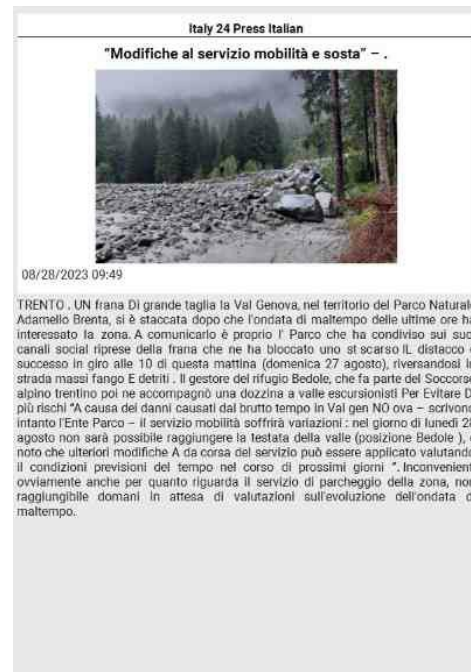 Italy 24 Press Italian
“Modifiche al servizio mobilità e sosta” – .
08/28/2023 09:49
TRENTO . UN frana Di grande taglia la Val Genova, nel territorio del Parco Naturale
Adamello Brenta, si è staccata dopo che l'ondata di maltempo delle ultime ore ha
interessato la zona. A comunicarlo è proprio l' Parco che ha condiviso sui suoi
canali social riprese della frana che ne ha bloccato uno st scarso IL distacco è
successo in giro alle 10 di questa mattina (domenica 27 agosto), riversandosi in
strada massi fango E detriti . Il gestore del rifugio Bedole, che fa parte del Soccorso
alpino trentino poi ne accompagnò una dozzina a valle escursionisti Per Evitare Di
più rischi “A causa dei danni causati dal brutto tempo in Val gen NO ova – scrivono
intanto l'Ente Parco – il servizio mobilità soffrirà variazioni : nel giorno di lunedì 28
agosto non sarà possibile raggiungere la testata della valle (posizione Bedole ),
noto che ulteriori modifiche A da corsa del servizio può essere applicato valutando
il condizioni previsioni del tempo nel corso di prossimi giorni ”. Inconvenienti
ovviamente anche per quanto riguarda il servizio di parcheggio della zona, non
raggiungibile domani in attesa di valutazioni sull'evoluzione dell'ondata di
maltempo.